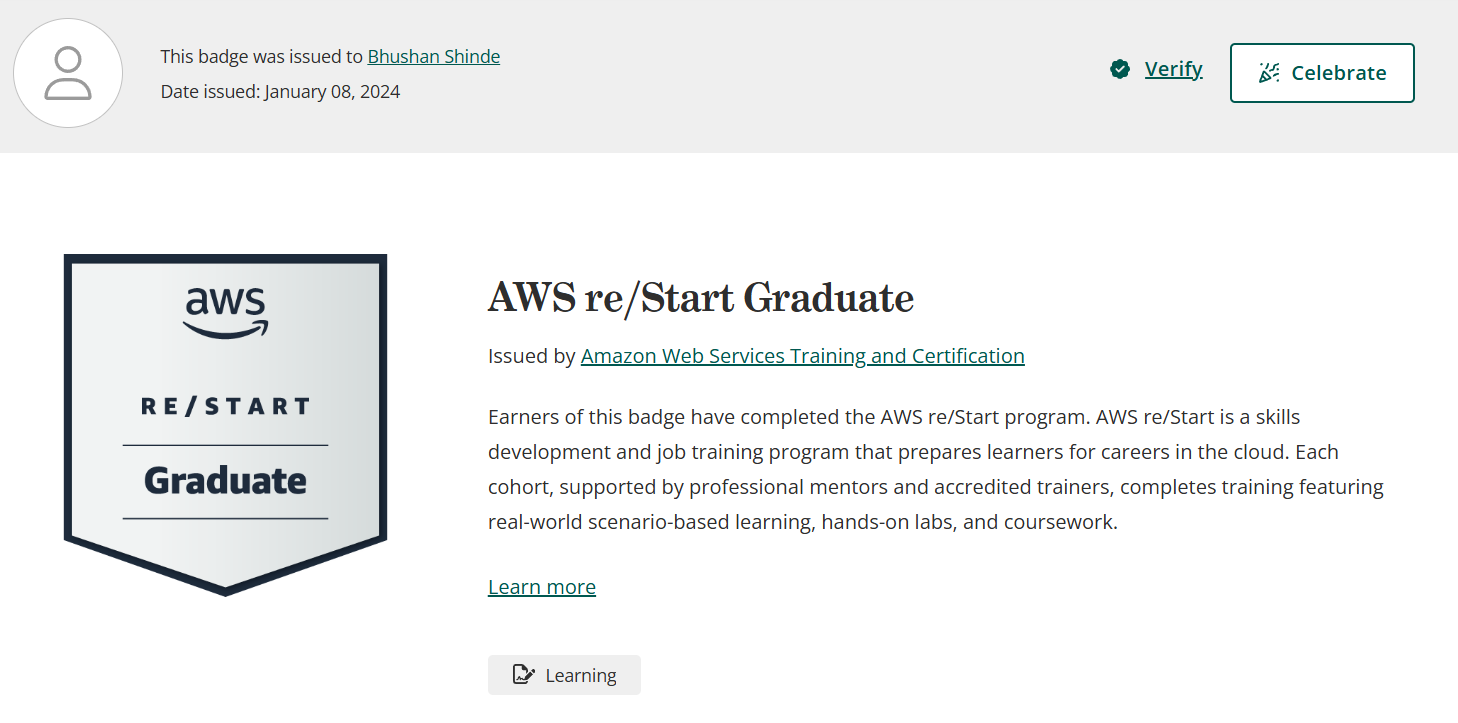 This badge was issued to Bhushan Shinde
Date issued: January 08, 2024
Verify
Celebrate
aws
RE/START
Graduate
AWS re/Start Graduate
Issued by Amazon Web Services Training and Certification
Earners of this badge have completed the AWS re/Start program. AWS re/Start is a skills
development and job training program that prepares learners for careers in the cloud. Each
cohort, supported by professional mentors and accredited trainers, completes training featuring
real-world scenario-based learning, hands-on labs, and coursework.
Learn more
Learning